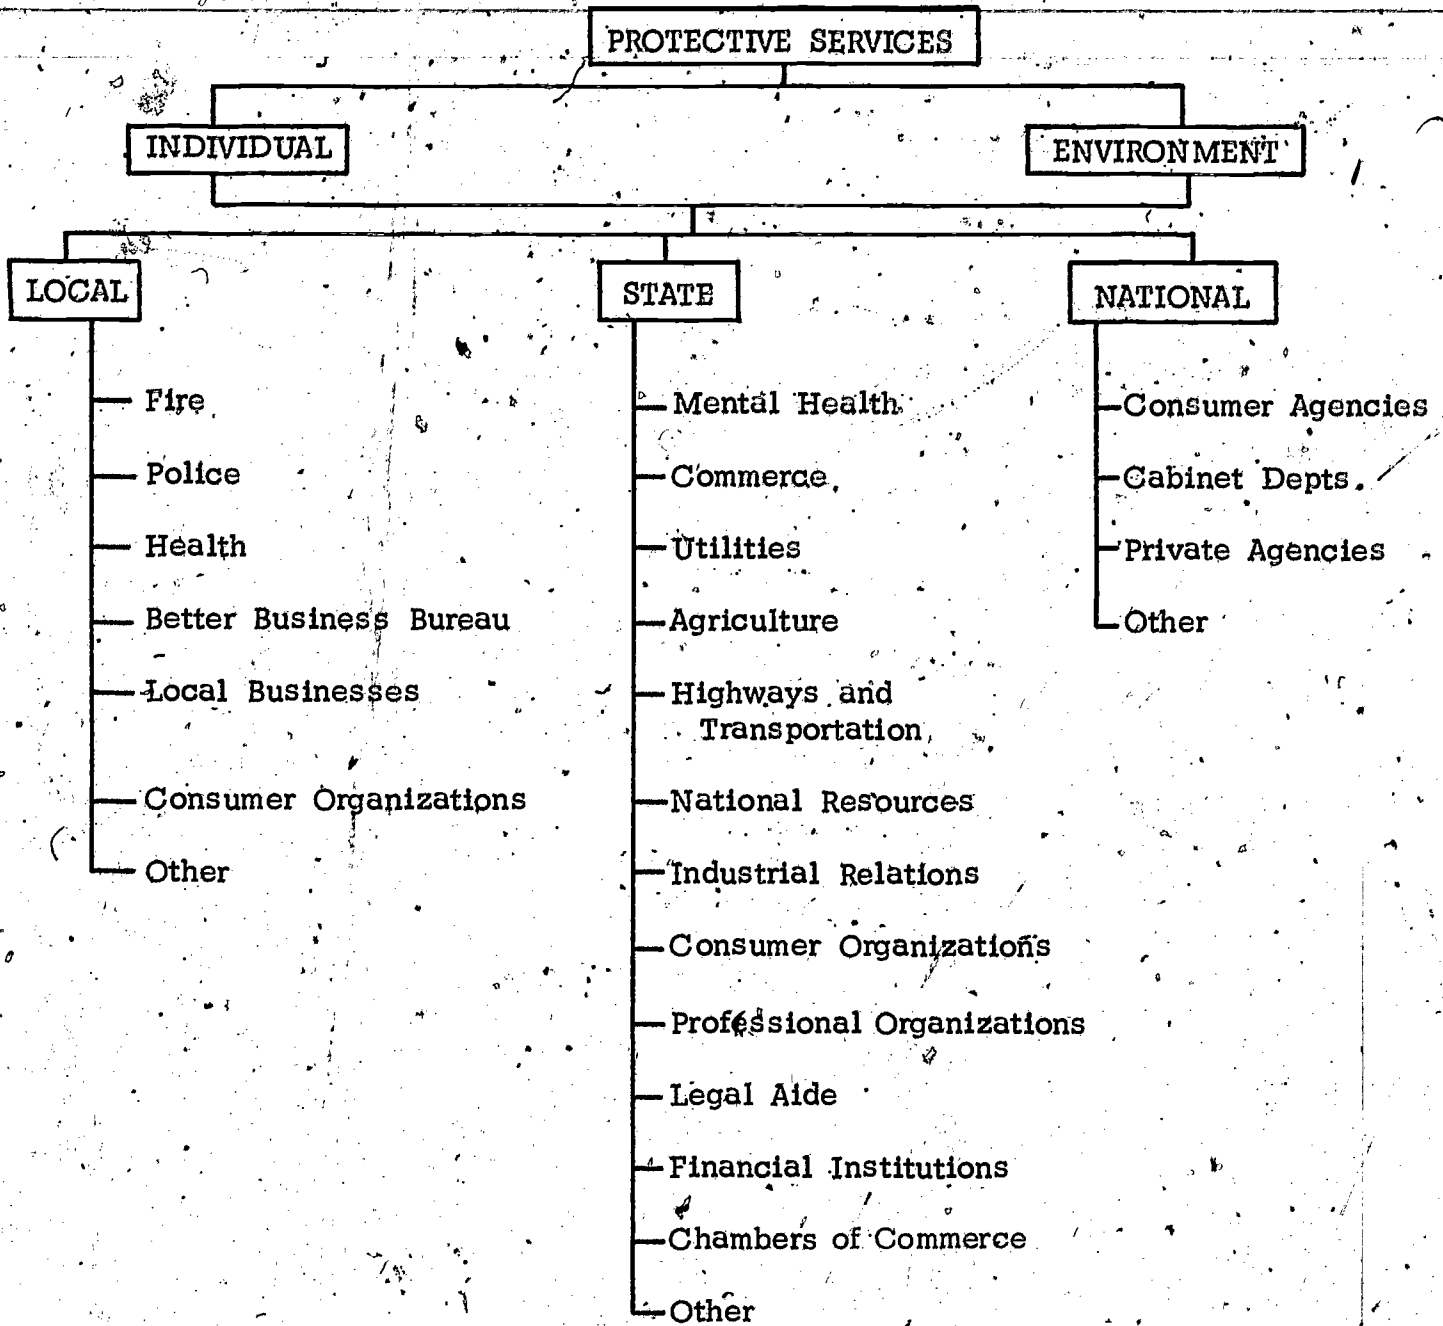 PROTECTIVE SERVICES
INDIVIDUAL
ENVIRONMENT
LOCAL
STATE
NATIONAL
Fire
Police
Health
Better Business Bureau
Local Businesses
Consumer Organizations
Other
Mental Health
Commerce
Utilities
Agriculture
Highways and
Transportation
National Resources
Industrial Relations
Consumer Organizations
Professional Organizations
Legal Aide
Financial Institutions
Chambers of Commerce
Other
Consumer Agencies
Cabinet Depts.
Private Agencies
Other